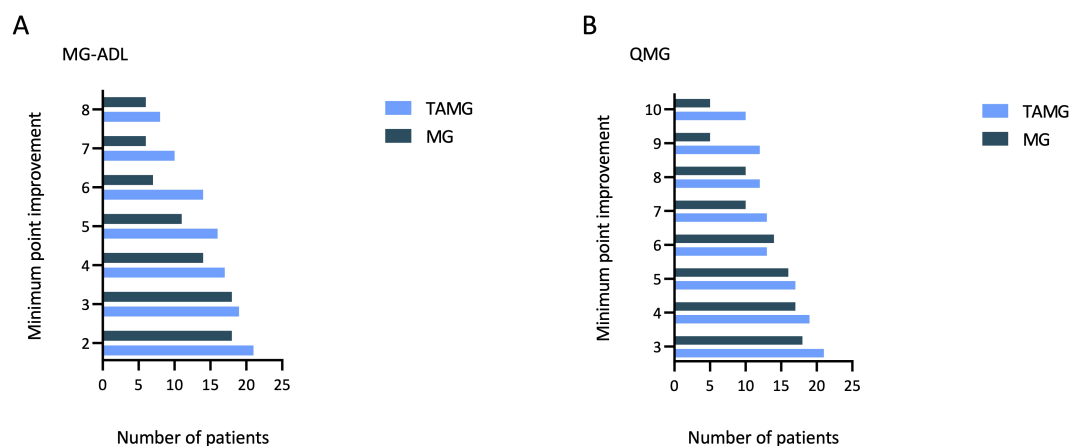 A
MG-ADL
TAMG
MG
Minimum point improvement
8
7
6
5
4
3
2
0 5 10 15 20 25
Number of patients
B
QMG
TAMG
MG
Minimum point improvement
10
9
8
7
6
5
4
3
0 5 10 15 20 25
Number of patients